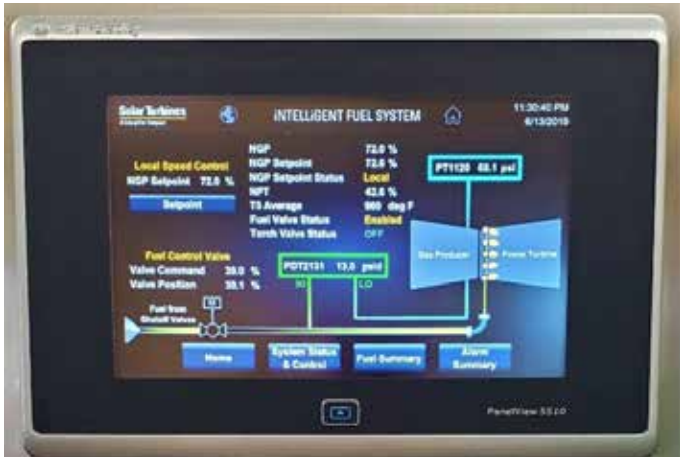 Solar Turbines
INTELLIGENT FUEL SYSTEM
11:30:40 PM
6/13/2019
Local Speed Control
NGP Setpoint 72.0 %
Setpoint
NGP 72.0 %
NGP Setpoint 72.0 %
NGP Setpoint Status Local
NPT 42.6 %
T5 Average 960 deg F
Fuel Valve Status Enabled
Torch Valve Status OFF
PT1120 68.1 psi
Gas Producer
Power Turbine
Fuel Control Valve
Valve Command 39.0 %
Valve Position 39.1 %
PDT2131 13.0 psid
HI
LO
Fuel from
Shutoff Valves
Home
System Status
& Control
Fuel Summary
Alarm
Summary
PanelView 5510